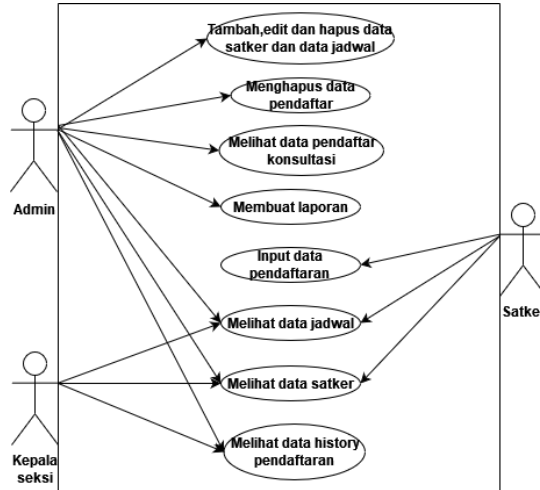 Tambah,edit dan hapus data
satker dan data jadwal
Menghapus data
pendaftar
Melihat data pendaftar
konsultasi
Admin
Membuat laporan
Input data
pendaftaran
Satke
Melihat data jadwal
Melihat data satker
Kepala
seksi
Melihat data history
pendaftaran